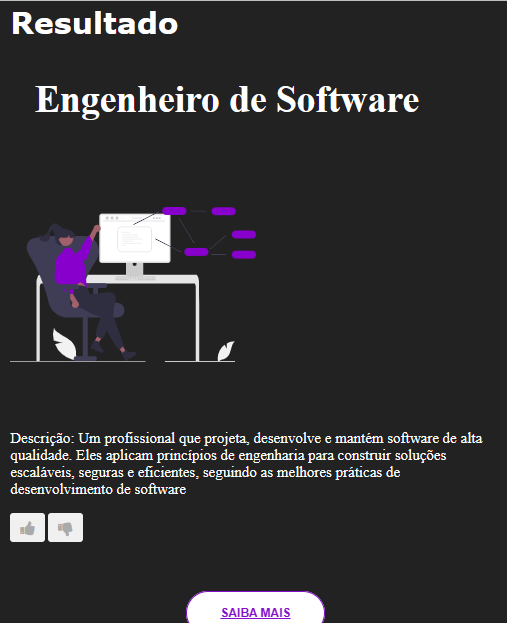 Resultado
Engenheiro de Software
Descrição: Um profissional que projeta, desenvolve e mantém software de alta
qualidade. Eles aplicam princípios de engenharia para construir soluções
escaláveis, seguras e eficientes, seguindo as melhores práticas de
desenvolvimento de software
SAIBA MAIS